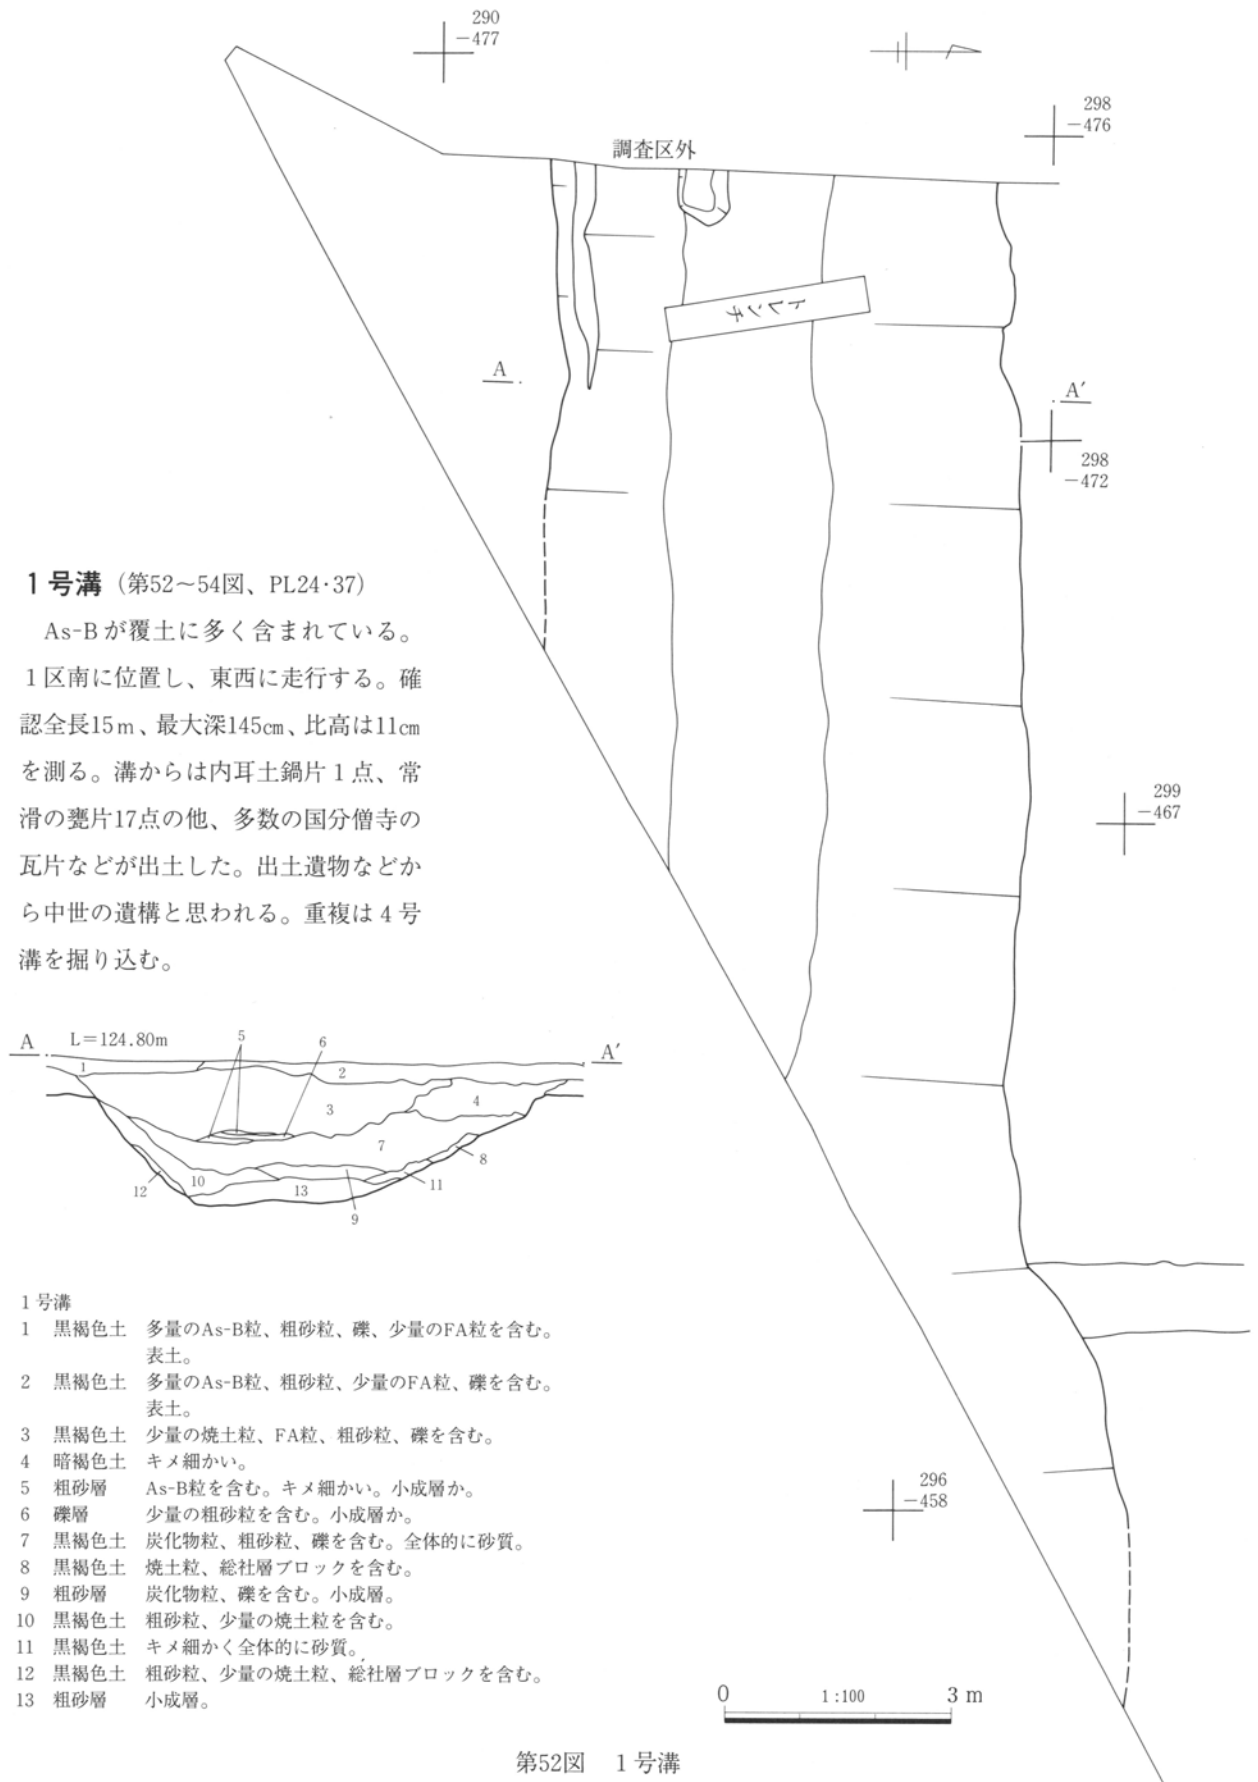 290
−477
298
−476
調査区外
トレンチ
A
A′
298
−472
1号溝（第52～54図、PL24・37）
As-Bが覆土に多く含まれている。
1区南に位置し、東西に走行する。確
認全長15m、最大深145cm、比高は11cm
を測る。溝からは内耳土鍋片1点、常
滑の甕片17点の他、多数の国分僧寺の
瓦片などが出土した。出土遺物などか
ら中世の遺構と思われる。重複は4号
溝を掘り込む。
299
−467
A
L=124.80m
5
6
A′
1
2
3
4
7
8
10
11
12
13
9
1号溝
1 黒褐色土 多量のAs-B粒、粗砂粒、礫、少量のFA粒を含む。
表土。
2 黒褐色土 多量のAs-B粒、粗砂粒、少量のFA粒、礫を含む。
表土。
3 黒褐色土 少量の焼土粒、FA粒、粗砂粒、礫を含む。
4 暗褐色土 キメ細かい。
5 粗砂層 As-B粒を含む。キメ細かい。小成層か。
6 礫層 少量の粗砂粒を含む。小成層か。
7 黒褐色土 炭化物粒、粗砂粒、礫を含む。全体的に砂質。
8 黒褐色土 焼土粒、総社層ブロックを含む。
9 粗砂層 炭化物粒、礫を含む。小成層。
10 黒褐色土 粗砂粒、少量の焼土粒を含む。
11 黒褐色土 キメ細かく全体的に砂質。
12 黒褐色土 粗砂粒、少量の焼土粒、総社層ブロックを含む。
13 粗砂層 小成層。
296
−458
0 1:100 3m
第52図 1号溝